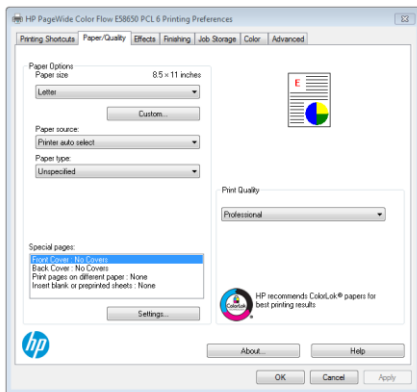 HP PageWide Color Flow E58650 PCL 6 Printing Preferences
Printing Shortcuts Paper/Quality Effects Finishing Job Storage Color Advanced
Paper Options
Paper size 8.5 × 11 inches
Letter
Custom...
Paper source:
Printer auto select
Paper type:
Unspecified
E
Print Quality
Professional
Special pages:
Front Cover : No Covers
Back Cover : No Covers
Print pages on different paper : None
Insert blank or preprinted sheets : None
Settings...
ColorLok
HP recommends ColorLok® papers for
best printing results
hp
About... Help
OK Cancel Apply